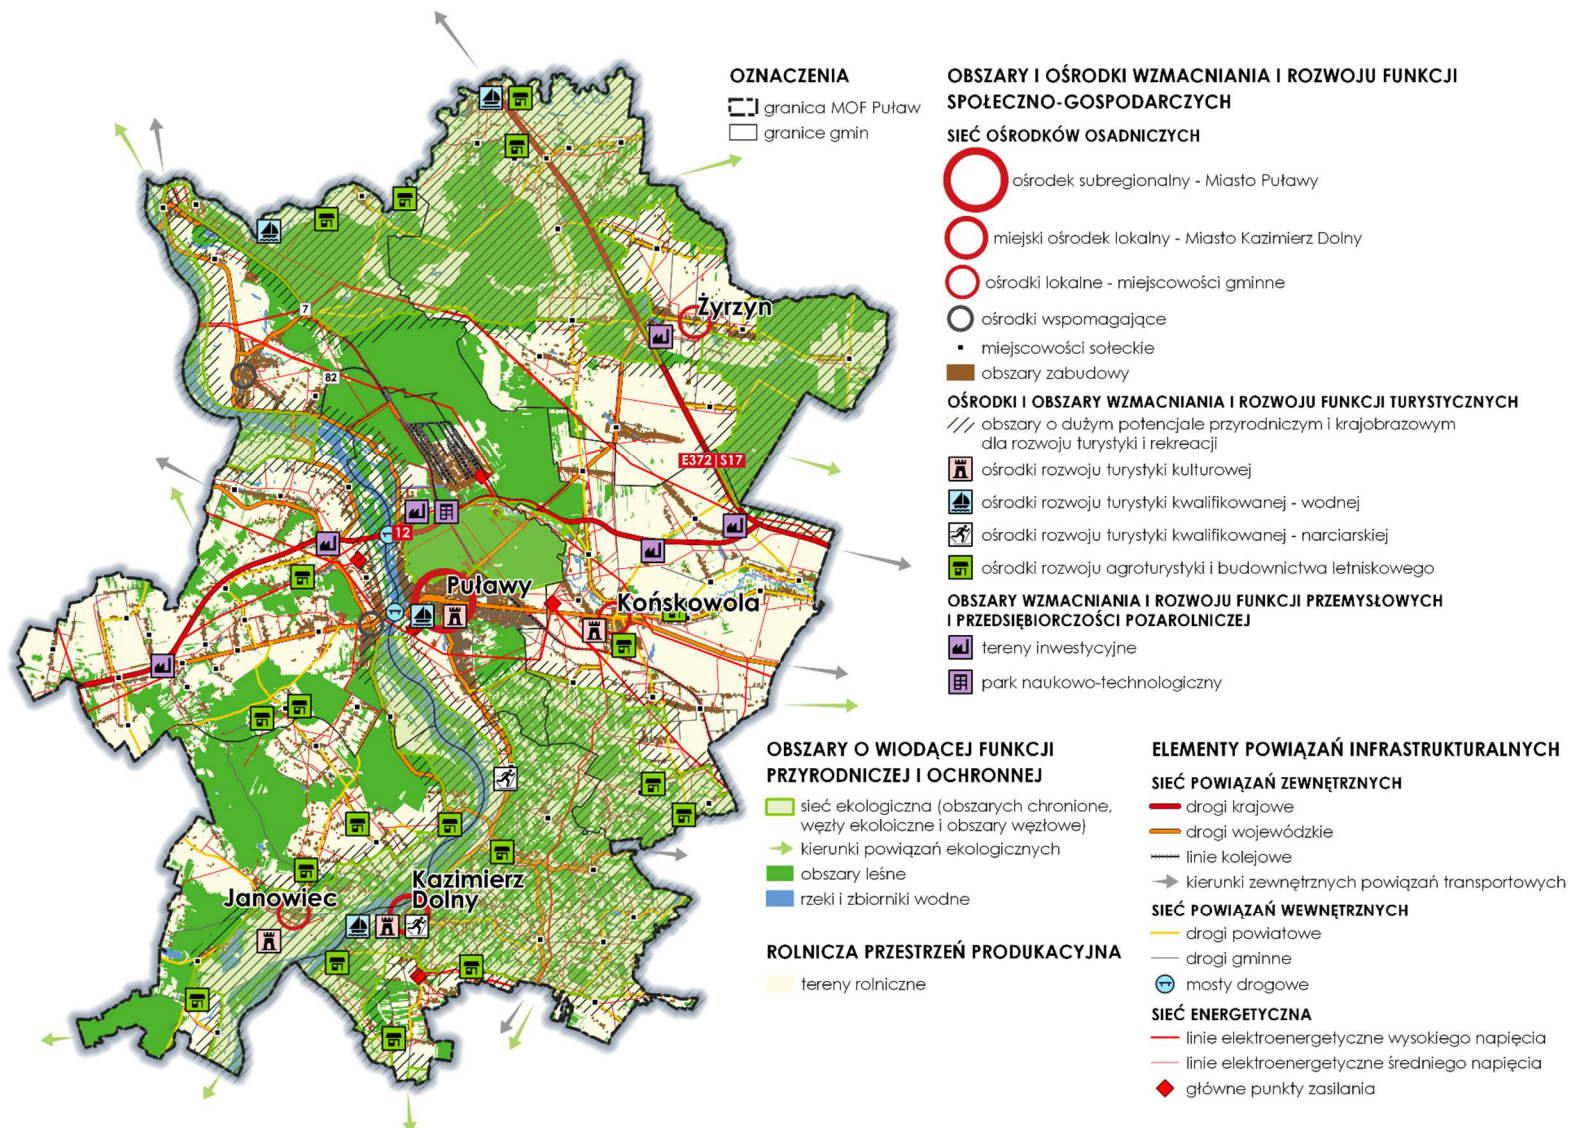 OZNACZENIA
granica MOF Puław
granice gmin
OBSZARY I OŚRODKI WZMACNIANIA I ROZWOJU FUNKCJI
SPOŁECZNO-GOSPODARCZYCH
SIEĆ OŚRODKÓW OSADNICZYCH
ośrodek subregionalny - Miasto Puławy
miejski ośrodek lokalny - Miasto Kazimierz Dolny
ośrodki lokalne - miejscowości gminne
ośrodki wspomagające
miejscowości sołeckie
obszary zabudowy
OŚRODKI I OBSZARY WZMACNIANIA I ROZWOJU FUNKCJI TURYSTYCZNYCH
obszary o dużym potencjale przyrodniczym i krajobrazowym
dla rozwoju turystyki i rekreacji
ośrodki rozwoju turystyki kulturowej
ośrodki rozwoju turystyki kwalifikowanej - wodnej
ośrodki rozwoju turystyki kwalifikowanej - narciarskiej
ośrodki rozwoju agroturystyki i budownictwa letniskowego
OBSZARY WZMACNIANIA I ROZWOJU FUNKCJI PRZEMYSŁOWYCH
I PRZEDSIĘBIORCZOŚCI POZAROLNICZEJ
tereny inwestycyjne
park naukowo-technologiczny
OBSZARY O WIODĄCEJ FUNKCJI
PRZYRODNICZEJ I OCHRONNEJ
sieć ekologiczna (obszarych chronione,
węzły ekoloiczne i obszary węzłowe)
kierunki powiązań ekologicznych
obszary leśne
rzeki i zbiorniki wodne
ROLNICZA PRZESTRZEŃ PRODUKACYJNA
tereny rolniczne
ELEMENTY POWIĄZAŃ INFRASTRUKTURALNYCH
SIEĆ POWIĄZAŃ ZEWNĘTRZNYCH
drogi krajowe
drogi wojewódzkie
linie kolejowe
kierunki zewnętrznych powiązań transportowych
SIEĆ POWIĄZAŃ WEWNĘTRZNYCH
drogi powiatowe
drogi gminne
mosty drogowe
SIEĆ ENERGETYCZNA
linie elektroenergetyczne wysokiego napięcia
linie elektroenergetyczne średniego napięcia
główne punkty zasilania
Żyrzyn
7
82
E372 S17
12
Puławy
Końskowola
Kazimierz
Dolny
Janowiec